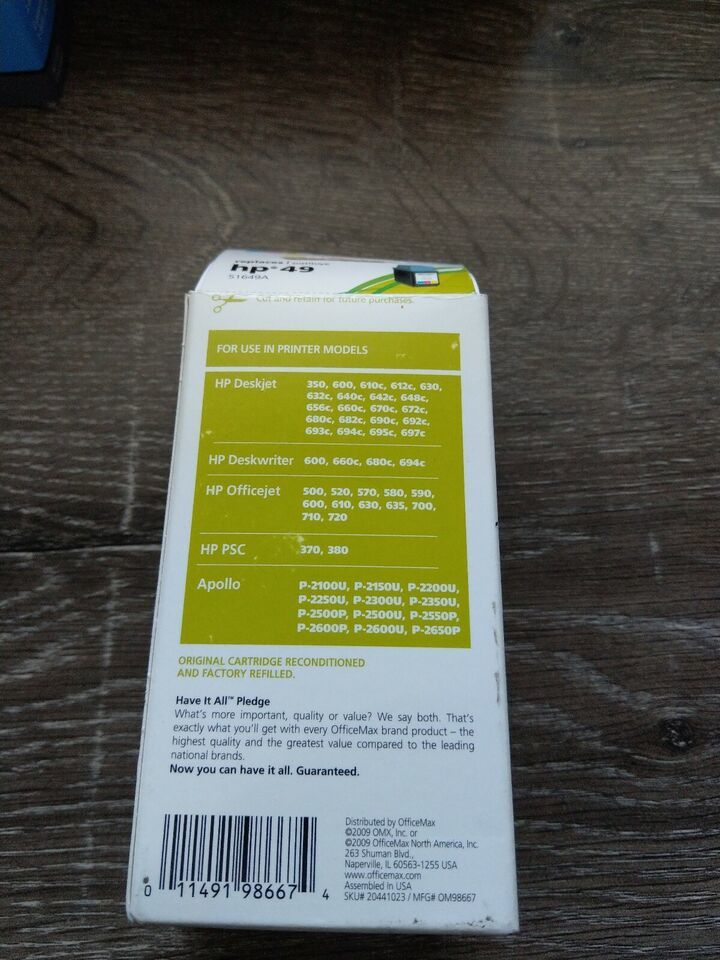 replaces
hp® 49
51649A
Cut and retain for future purchases.
FOR USE IN PRINTER MODELS
HP Deskjet 350, 600, 610c, 612c, 630,
632c, 640c, 642c, 648c,
656c, 660c, 670c, 672c,
680c, 682c, 690c, 692c,
693c, 694c, 695c, 697c
HP Deskwriter 600, 660c, 680c, 694c
HP Officejet 500, 520, 570, 580, 590,
600, 610, 630, 635, 700,
710, 720
HP PSC 370, 380
Apollo P-2100U, P-2150U, P-2200U,
P-2250U, P-2300U, P-2350U,
P-2500P, P-2500U, P-2550P,
P-2600P, P-2600U, P-2650P
ORIGINAL CARTRIDGE RECONDITIONED
AND FACTORY REFILLED.
Have It All™ Pledge
What's more important, quality or value? We say both. That's
exactly what you'll get with every OfficeMax brand product – the
highest quality and the greatest value compared to the leading
national brands.
Now you can have it all. Guaranteed.
Distributed by OfficeMax
©2009 OMX, Inc. or
©2009 OfficeMax North America, Inc.
263 Shuman Blvd.,
Naperville, IL 60563-1255 USA
www.officemax.com
Assembled in USA
SKU# 20441023 / MFG# OM98667
0 11491 98667 4